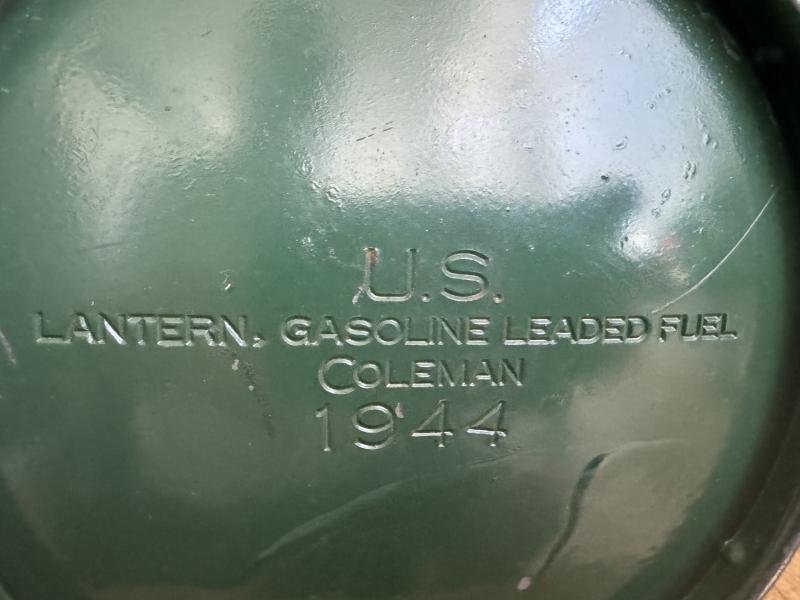 U.S.
LANTERN, GASOLINE LEADED FUEL
COLEMAN
1944